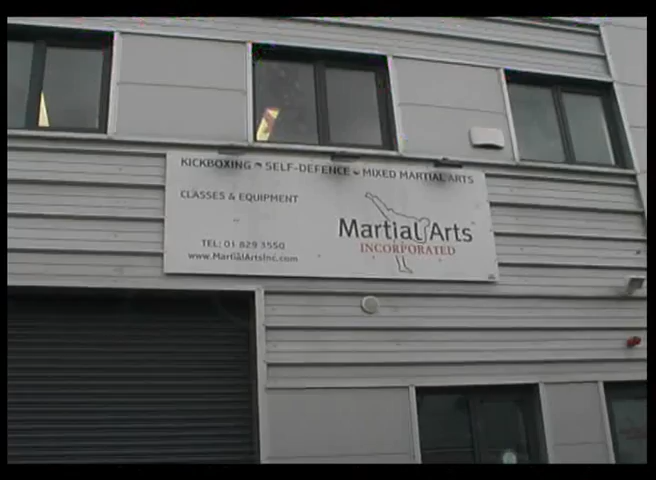 KICKBOXING ~ SELF-DEFENCE ~ MIXED MARTIAL ARTS
CLASSES & EQUIPMENT
Martial Arts
INCORPORATED
TEL: 01 829 3550
www.MartialArtsInc.com